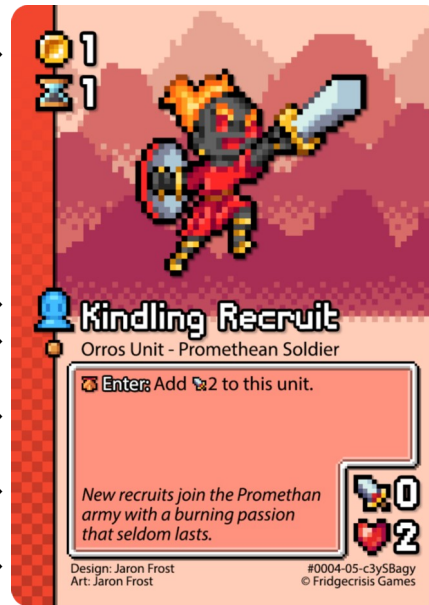 1
1
Kindling Recruit
Orros Unit - Promethean Soldier
Enter: Add 2 to this unit.
New recruits join the Promethan
army with a burning passion
that seldom lasts.
0
2
Design: Jaron Frost
Art: Jaron Frost
#0004-05-c3ySBagy
© Fridgecrisis Games